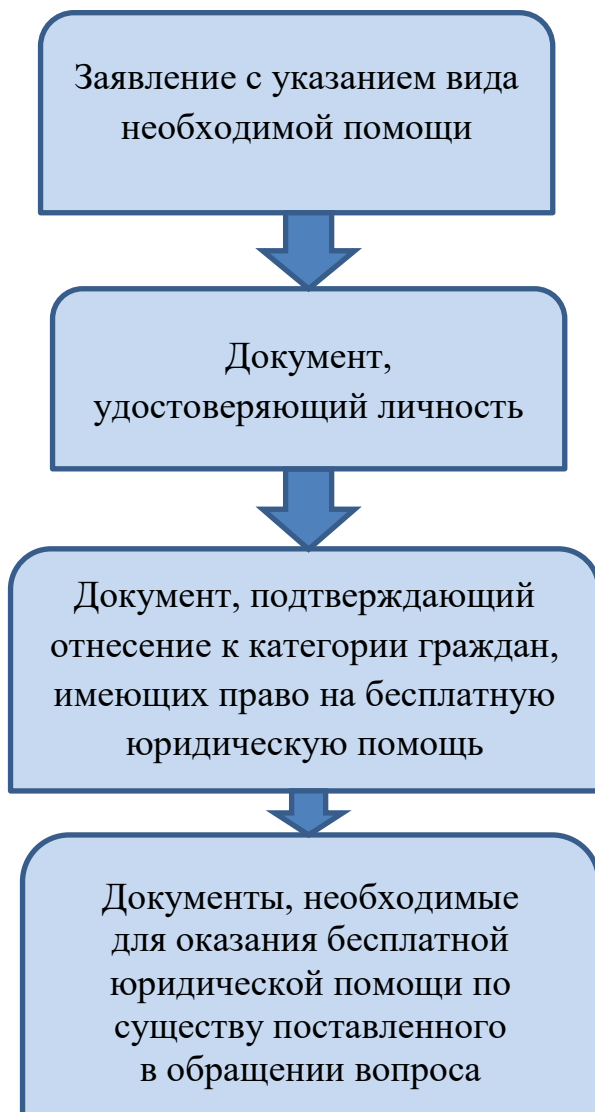 Заявление с указанием вида
необходимой помощи
Документ,
удостоверяющий личность
Документ, подтверждающий
отнесение к категории граждан,
имеющих право на бесплатную
юридическую помощь
Документы, необходимые
для оказания бесплатной
юридической помощи по
существу поставленного
в обращении вопроса